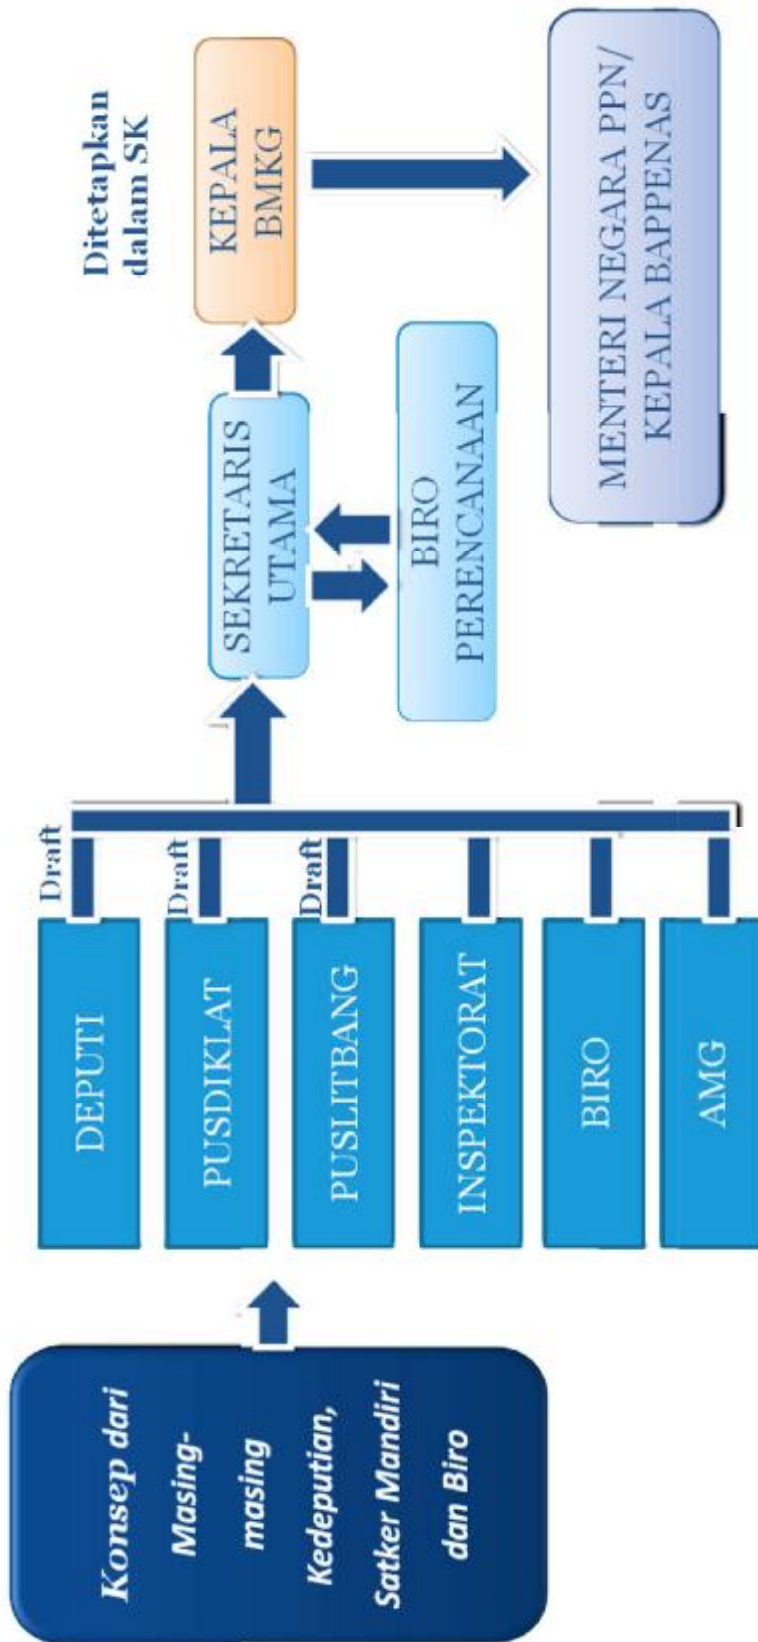 Konsep dari
Masing-
masing
Kedeputian,
Satker Mandiri
dan Biro
DEPUTI
PUSDIKLAT
PUSLITBANG
INSPEKTORAT
BIRO
AMG
Draft
Draft
Draft
SEKRETARIS
UTAMA
BIRO
PERENCANAAN
Ditetapkan
dalam SK
KEPALA
BMKG
MENTERI NEGARA PPN/
KEPALA BAPPENAS